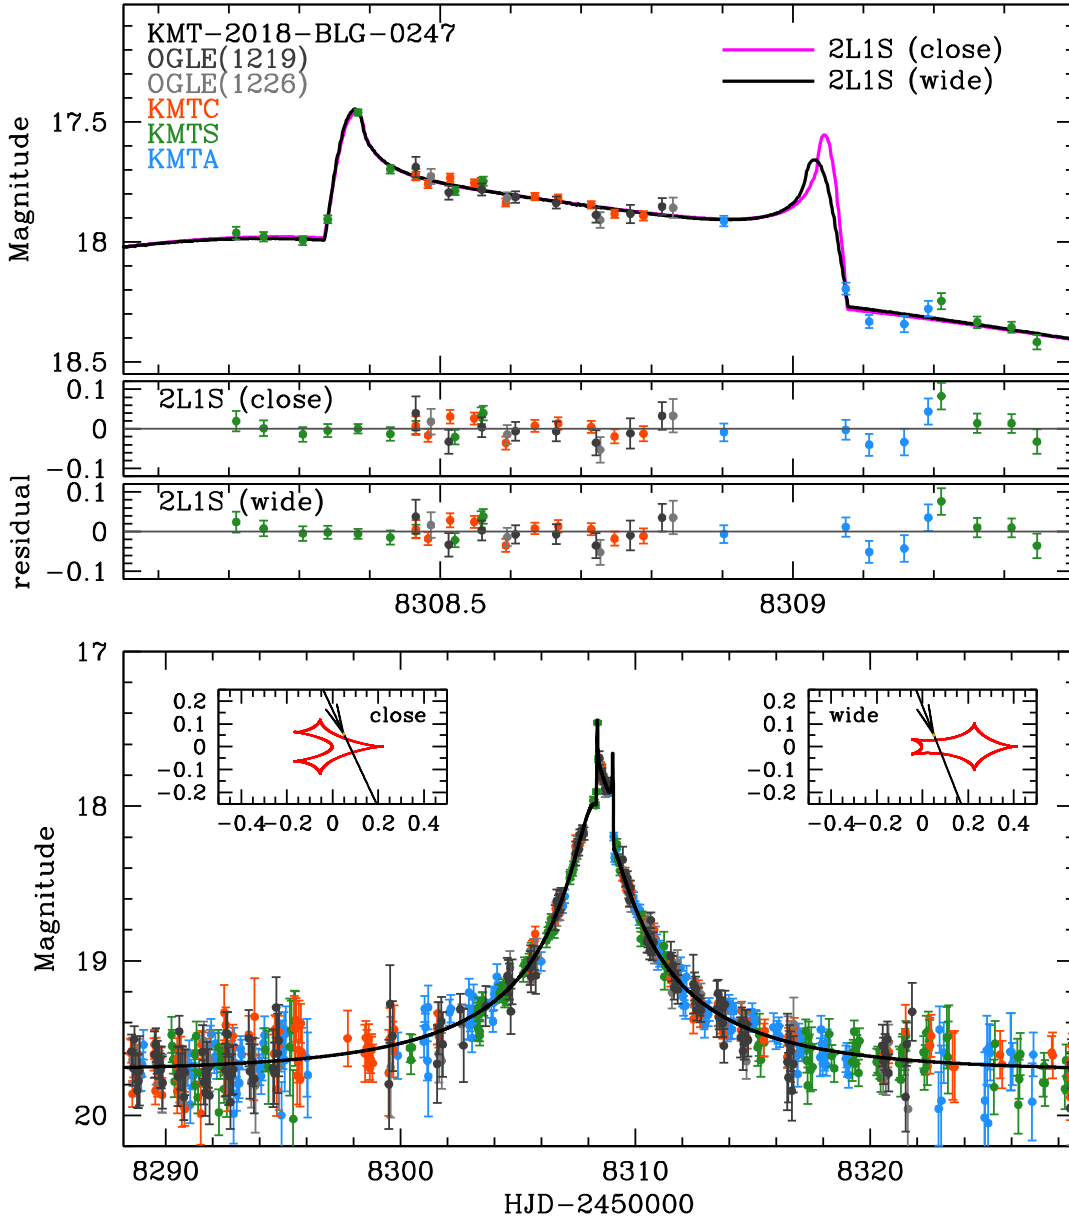 KMT-2018-BLG-0247
OGLE(1219)
OGLE(1226)
KMTC
KMTS
KMTA
2L1S (close)
2L1S (wide)
Magnitude
17.5
18
18.5
2L1S (close)
0.1
0
-0.1
2L1S (wide)
0.1
0
-0.1
residual
8308.5 8309
17
18
19
20
Magnitude
close
0.2
0.1
0
-0.1
-0.2
-0.4-0.2 0 0.2 0.4
wide
0.2
0.1
0
-0.1
-0.2
-0.4-0.2 0 0.2 0.4
8290 8300 8310 8320
HJD-2450000